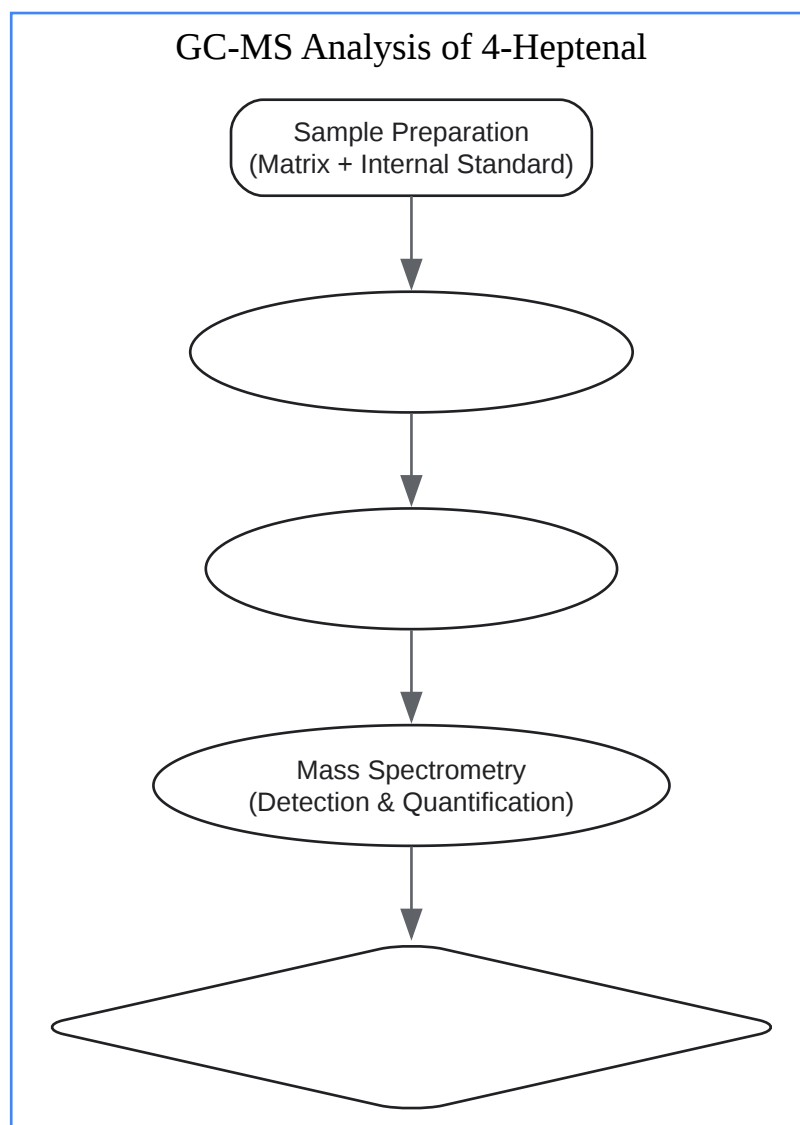 GC-MS Analysis of 4-Heptenal
Sample Preparation
(Matrix + Internal Standard)
Mass Spectrometry
(Detection & Quantification)